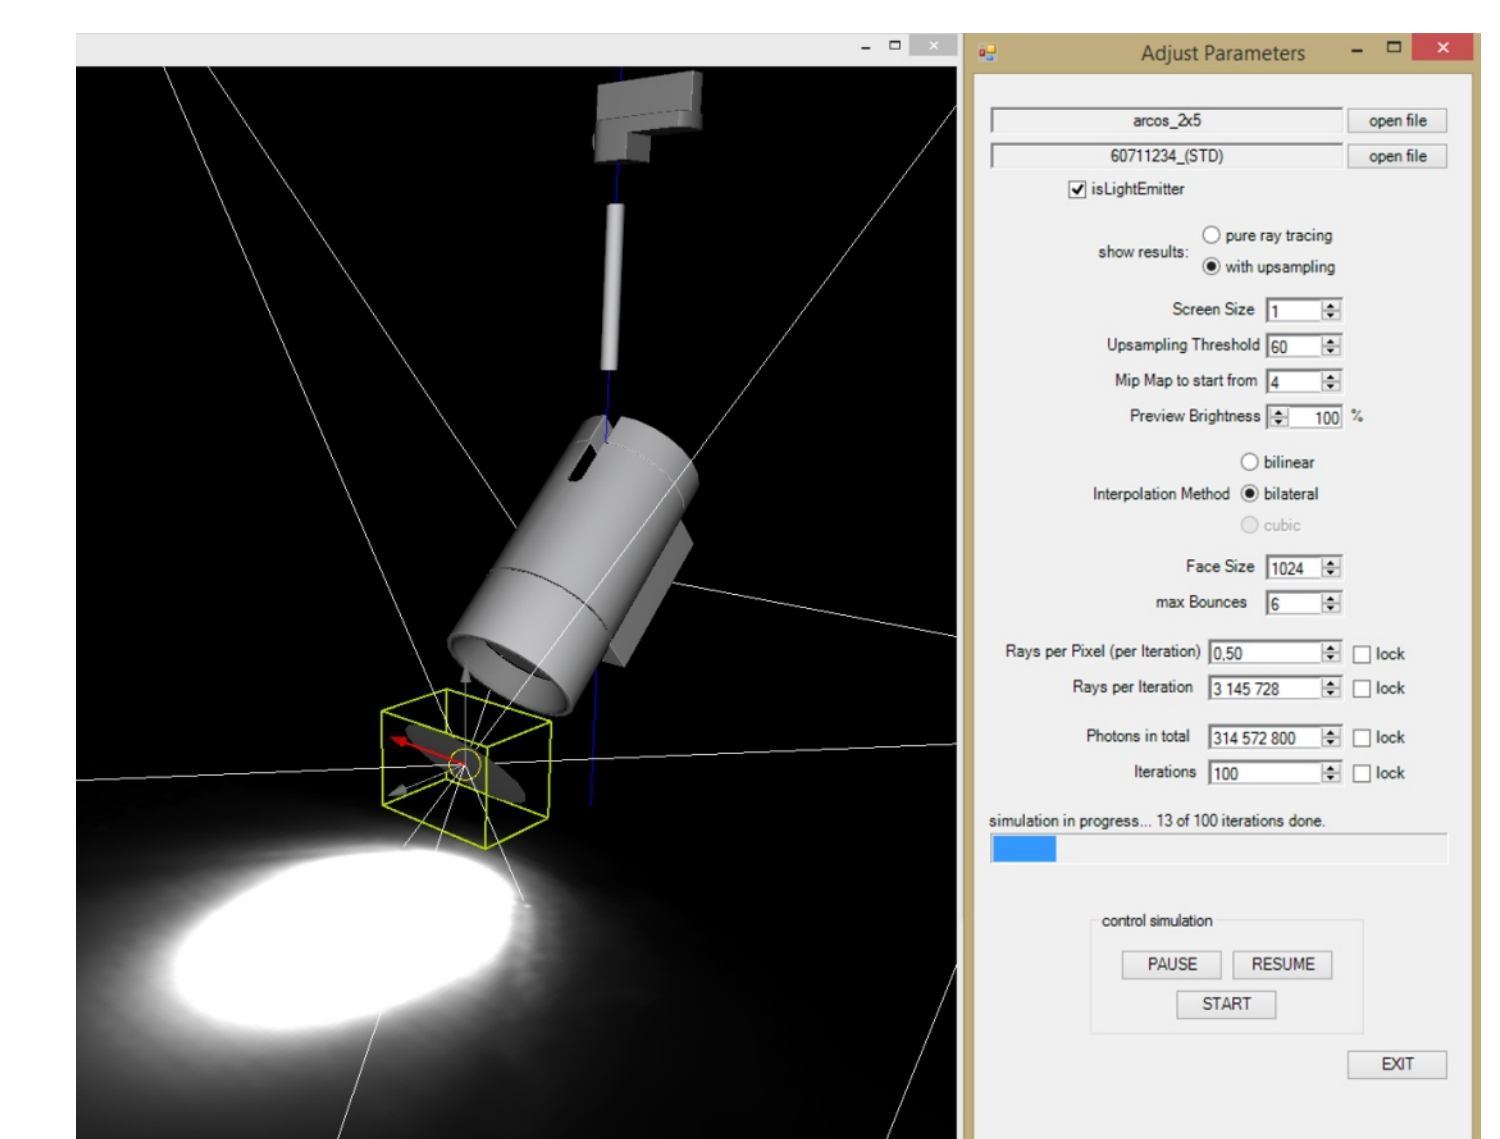 Adjust Parameters
arcos_2x5 open file
60711234_(STD) open file
isLightEmitter
show results: pure ray tracing
with upsampling
Screen Size 1
Upsampling Threshold 60
Mip Map to start from 4
Preview Brightness 100 %
bilinear
Interpolation Method bilateral
cubic
Face Size 1024
max Bounces 6
Rays per Pixel (per Iteration) 0,50 lock
Rays per Iteration 3 145 728 lock
Photons in total 314 572 800 lock
Iterations 100 lock
simulation in progress... 13 of 100 iterations done.
control simulation
PAUSE RESUME
START
EXIT